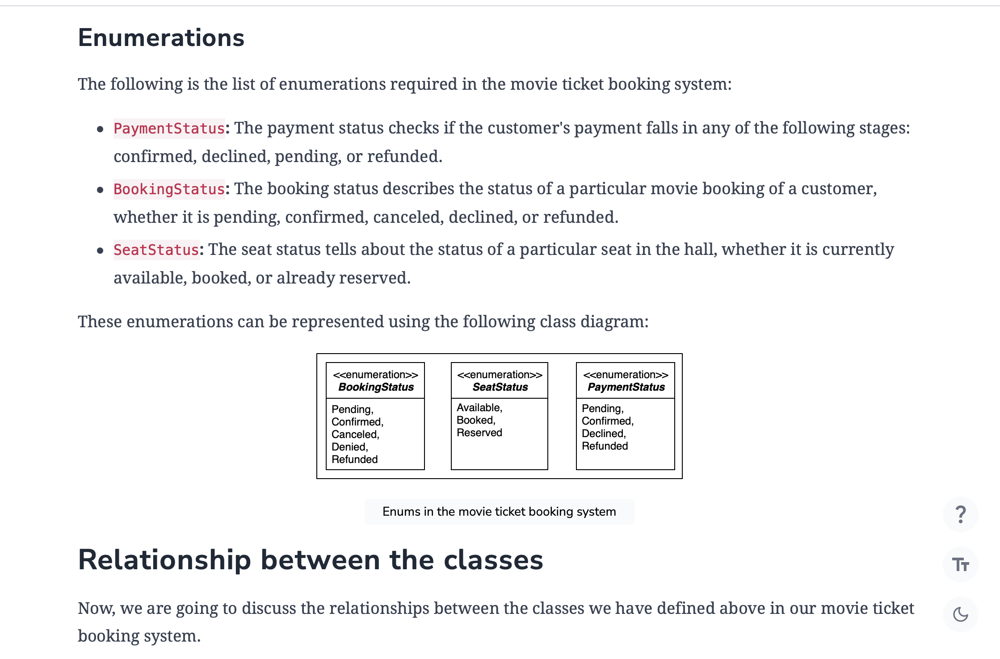 Enumerations
The following is the list of enumerations required in the movie ticket booking system:
• PaymentStatus: The payment status checks if the customer's payment falls in any of the following stages:
confirmed, declined, pending, or refunded.
• BookingStatus: The booking status describes the status of a particular movie booking of a customer,
whether it is pending, confirmed, canceled, declined, or refunded.
• SeatStatus: The seat status tells about the status of a particular seat in the hall, whether it is currently
available, booked, or already reserved.
These enumerations can be represented using the following class diagram:
<<enumeration>>
BookingStatus
Pending,
Confirmed,
Canceled,
Denied,
Refunded
<<enumeration>>
SeatStatus
Available,
Booked,
Reserved
<<enumeration>>
PaymentStatus
Pending,
Confirmed,
Declined,
Refunded
Enums in the movie ticket booking system
?
Relationship between the classes
TT
Now, we are going to discuss the relationships between the classes we have defined above in our movie ticket
booking system.